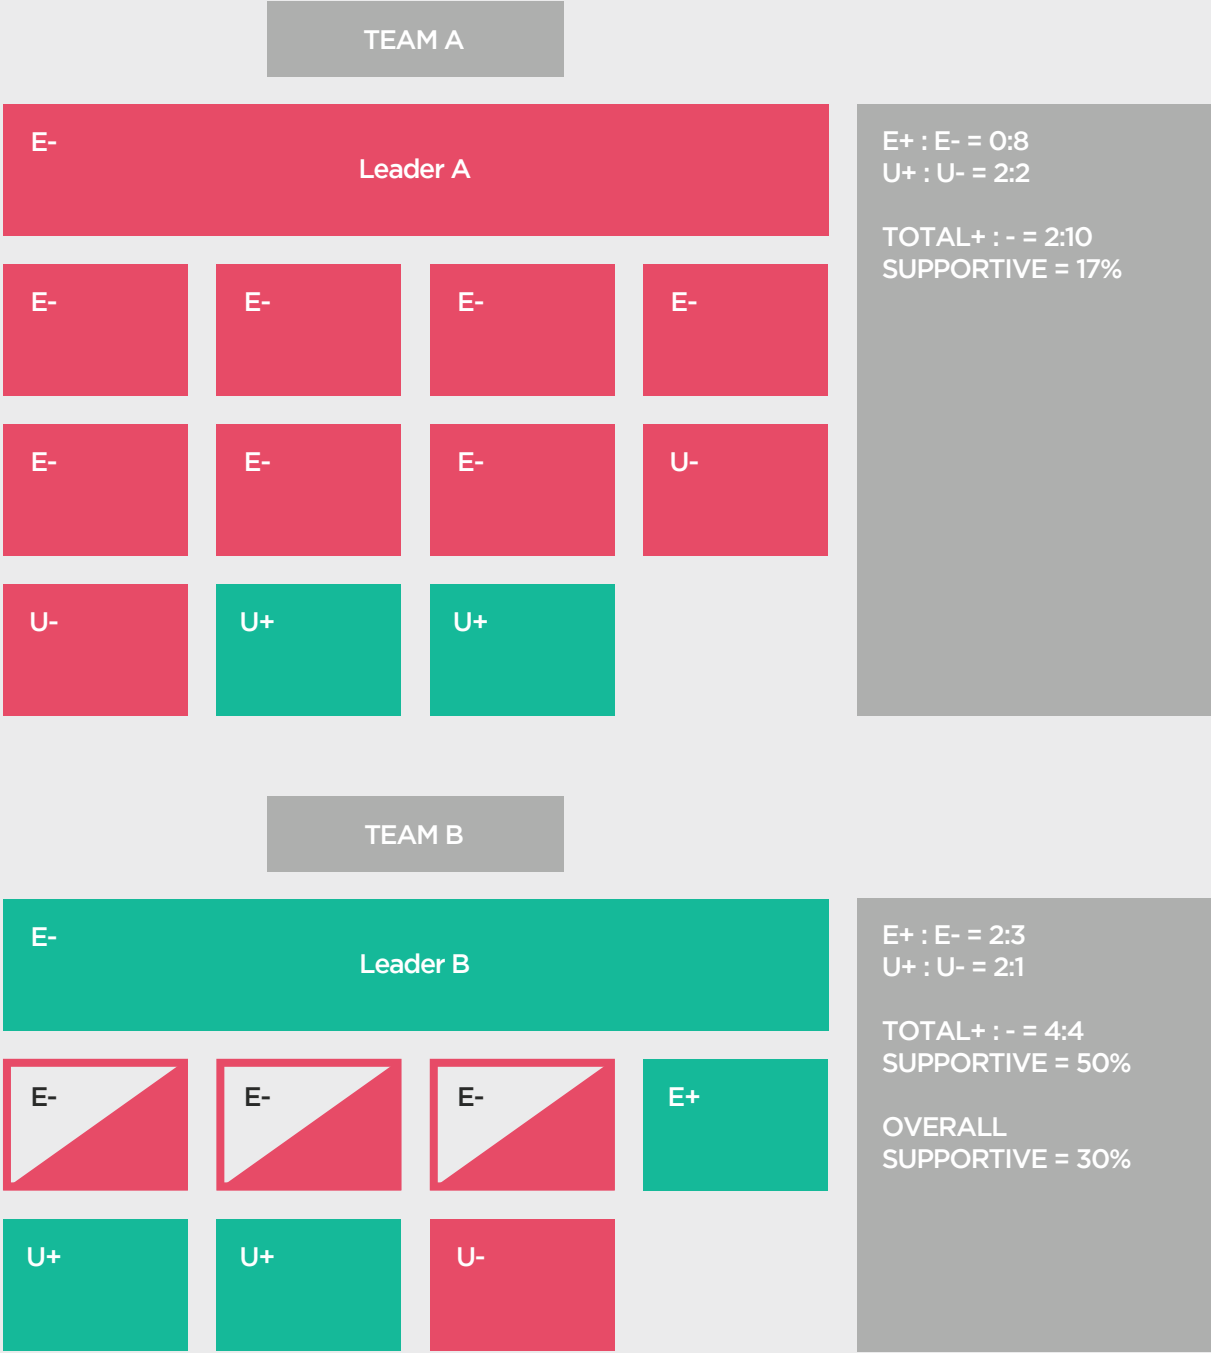 TEAM A
E-
Leader A
E+ : E- = 0:8
U+ : U- = 2:2
TOTAL+ : - = 2:10
SUPPORTIVE = 17%
E- E- E- E-
E- E- E- U-
U- U+ U+
TEAM B
E-
Leader B
E+ : E- = 2:3
U+ : U- = 2:1
TOTAL+ : - = 4:4
SUPPORTIVE = 50%
OVERALL
SUPPORTIVE = 30%
E- E- E- E+
U+ U+ U-